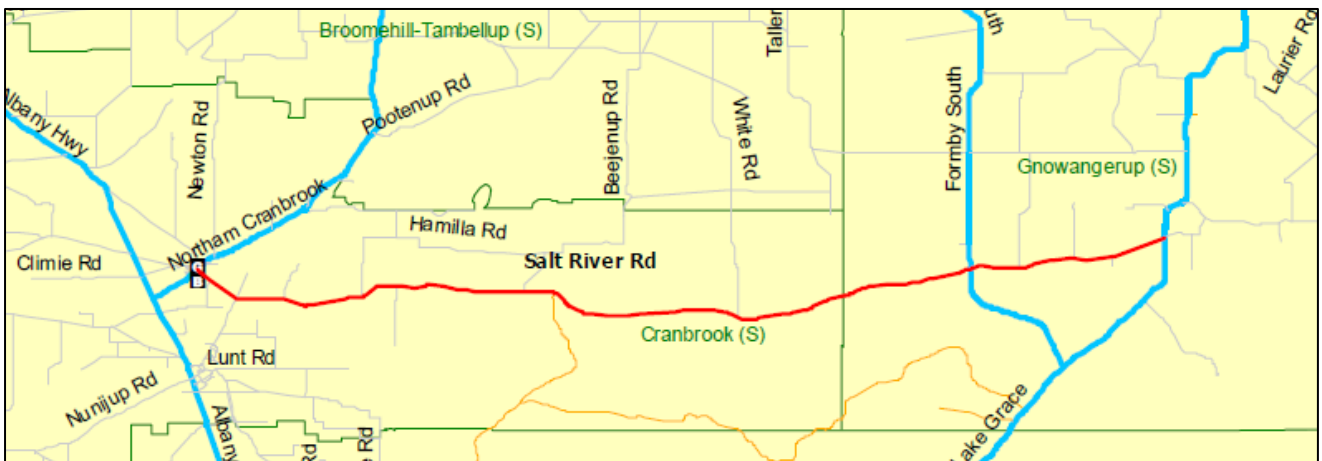 Broomehill-Tambellup (S)
Taller
Formby South
Laurier Rd
Albany Hwy
Newton Rd
Pootenup Rd
Beejenup Rd
White Rd
Gnowangerup (S)
Northam Cranbrook
Hamilla Rd
Climie Rd
Salt River Rd
Cranbrook (S)
Lunt Rd
Nunijup Rd
Albany
Rd
Lake Grace